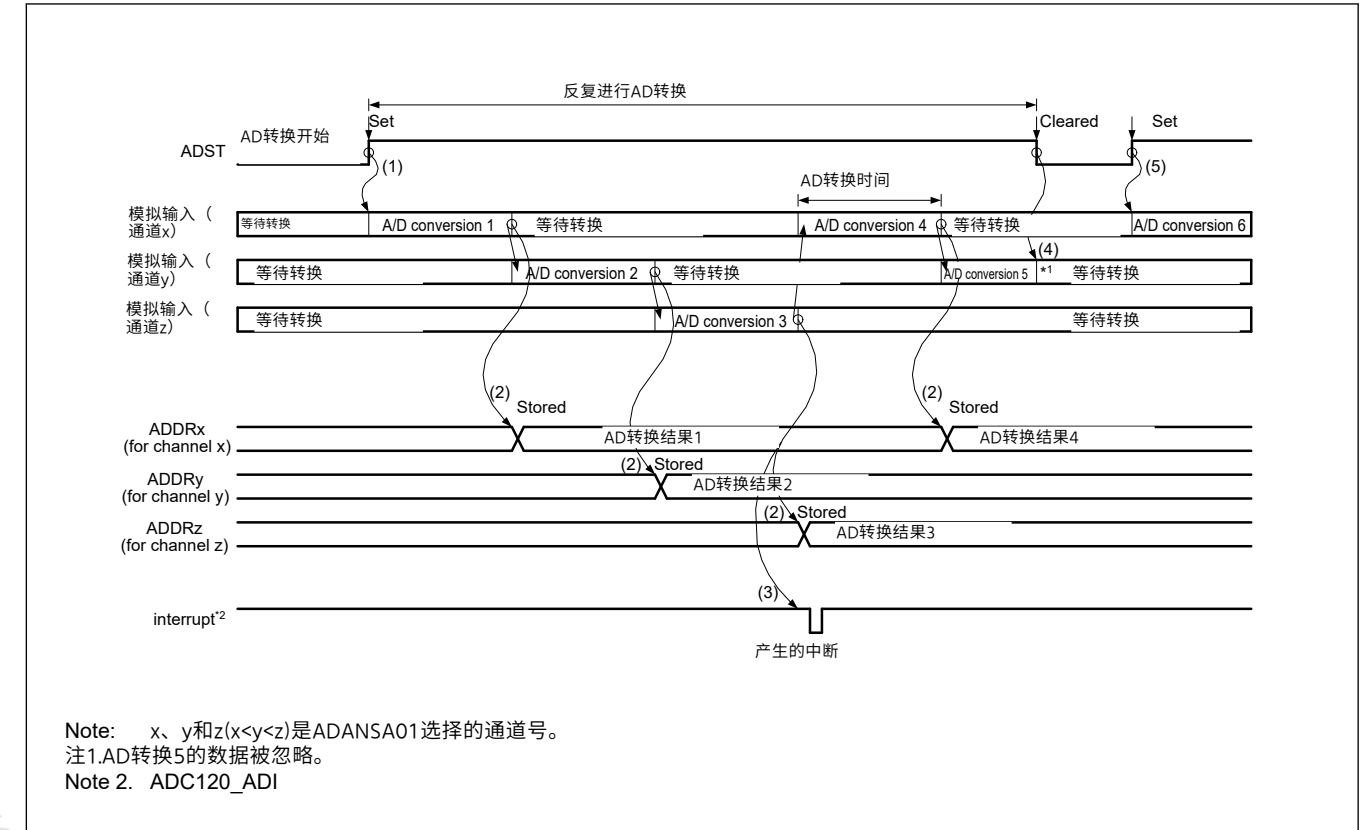 反复进行AD转换
AD转换开始
Set
Cleared
Set
ADST
(1)
(5)
AD转换时间
模拟输入（
通道x）
等待转换
A/D conversion 1
等待转换
A/D conversion 4
等待转换
A/D conversion 6
(4)
模拟输入（
通道y）
等待转换
A/D conversion 2
等待转换
A/D conversion 5
*1
等待转换
模拟输入（
通道z）
等待转换
A/D conversion 3
等待转换
(2)
Stored
(2)
Stored
ADDRx
(for channel x)
AD转换结果1
AD转换结果4
(2)
Stored
ADDRy
(for channel y)
AD转换结果2
(2)
Stored
ADDRz
(for channel z)
AD转换结果3
(3)
interrupt*2
产生的中断
Note: x、y和z(x<y<z)是ADANSA01选择的通道号。
注1.AD转换5的数据被忽略。
Note 2. ADC120_ADI